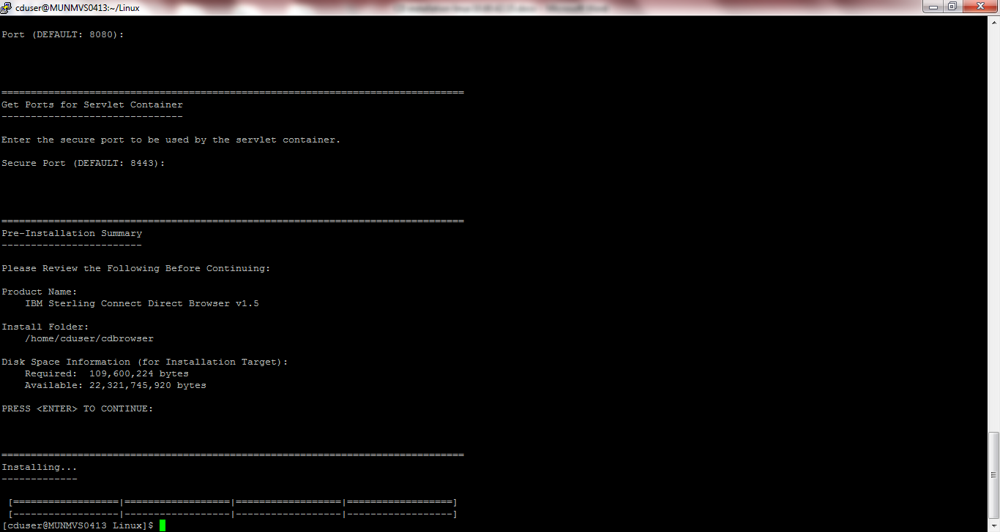 cduser@MUNMVS0413:~/Linux
Port (DEFAULT: 8080):
===============================================================================
Get Ports for Servlet Container
-------------------------------
Enter the secure port to be used by the servlet container.
Secure Port (DEFAULT: 8443):
===============================================================================
Pre-Installation Summary
------------------------
Please Review the Following Before Continuing:
Product Name:
    IBM Sterling Connect Direct Browser v1.5
Install Folder:
    /home/cduser/cdbrowser
Disk Space Information (for Installation Target):
    Required:  109,600,224 bytes
    Available: 22,321,745,920 bytes
PRESS <ENTER> TO CONTINUE:
===============================================================================
Installing...
-------------
 [==================|==================|==================|==================]
 [------------------|------------------|------------------|------------------]
[cduser@MUNMVS0413 Linux]$